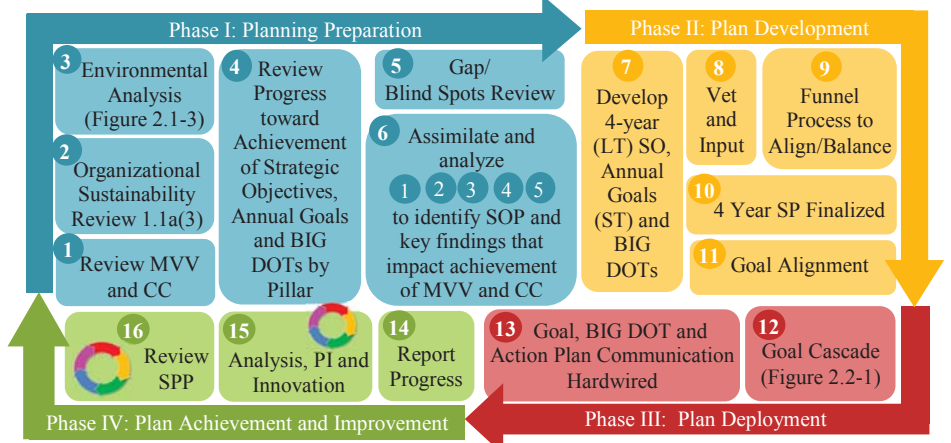 Phase I: Planning Preparation
3
Environmental
Analysis
(Figure 2.1-3)
2
Organizational
Sustainability
Review 1.1a(3)
1
Review MVV
and CC
4
Review
Progress
toward
Achievement
of Strategic
Objectives,
Annual Goals
and BIG
DOTs by
Pillar
5
Gap/
Blind Spots Review
6
Assimilate and
analyze
1 2 3 4 5
to identify SOP and
key findings that
impact achievement
of MVV and CC
Phase II: Plan Development
7
Develop
4-year
(LT) SO,
Annual
Goals
(ST) and
BIG
DOTs
8
Vet
and
Input
9
Funnel
Process to
Align/Balance
10
4 Year SP Finalized
11
Goal Alignment
12
Goal Cascade
(Figure 2.2-1)
13
Goal, BIG DOT and
Action Plan Communication
Hardwired
Phase III: Plan Deployment
14
Report
Progress
15
Analysis, PI and
Innovation
16
Review
SPP
Phase IV: Plan Achievement and Improvement